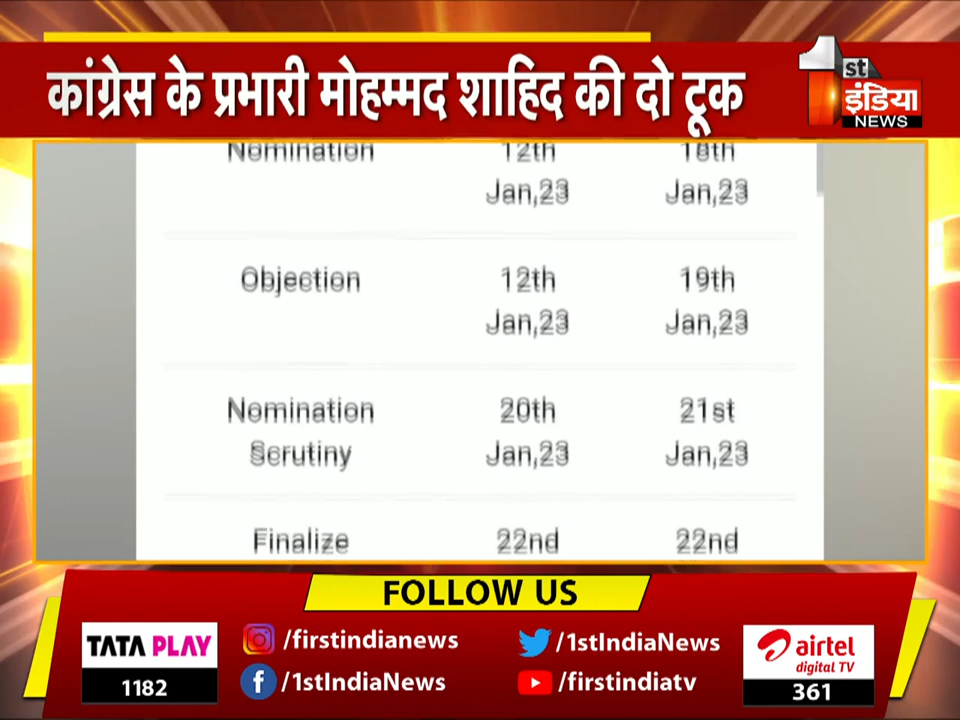 कांग्रेस के प्रभारी मोहम्मद शाहिद की दो टूक
1st
इंडिया
NEWS
Nomination 12th 18th
Jan,23 Jan,23
Objection 12th 19th
Jan,23 Jan,23
Nomination 20th 21st
Scrutiny Jan,23 Jan,23
Finalize 22nd 22nd
FOLLOW US
TATA PLAY
1182
/firstindianews
/1stIndiaNews
/1stIndiaNews
/firstindiatv
airtel
digital TV
361